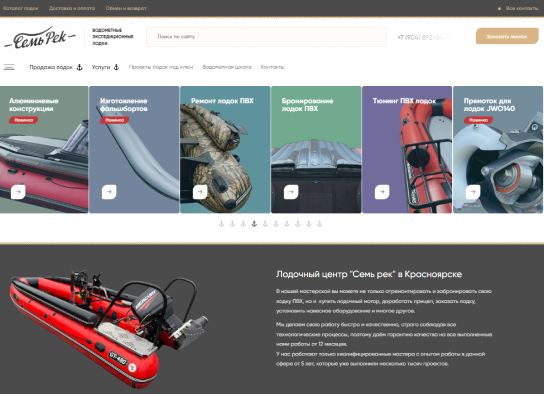 Каталог лодок Доставка и оплата Обмен и возврат Все контакты
Семь Рек
ВОДОМЕТНЫЕ
ЭКСПЕДИЦИОННЫЕ
ЛОДКИ
Поиск по сайту
+7 (904) 892-
Заказать звонок
Продажа лодок Услуги Проекты лодок под ключ Водометная школа Контакты
Алюминиевые
конструкции
Новинка
Изготовление
фальшбортов
Новинка
Ремонт лодок ПВХ
Бронирование
лодок ПВХ
Тюнинг ПВХ лодок
Привоток для
лодок JWO140
Новинка
GT-480
Лодочный центр "Семь рек" в Красноярске
В нашей мастерской вы можете не только отремонтировать и забронировать свою
лодку ПВХ, но и купить лодочный мотор, доработать прицеп, заказать лодку,
установить навесное оборудование и многое другое.
Мы делаем свою работу быстро и качественно, строго соблюдая все
технологические процессы, поэтому даём гарантию качества на все выполненные
нами работы от 12 месяцев.
У нас работают только квалифицированные мастера с опытом работы в данной
сфере от 5 лет, которые уже выполнили несколько тысяч проектов.